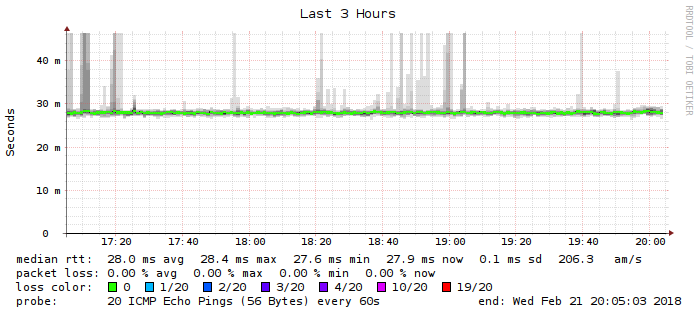 Last 3 Hours
RRDTOOL / TOBI OETIKER
Seconds
40 m
30 m
20 m
10 m
0
17:20 17:40 18:00 18:20 18:40 19:00 19:20 19:40 20:00
median rtt: 28.0 ms avg 28.4 ms max 27.6 ms min 27.9 ms now 0.1 ms sd 206.3 am/s
packet loss: 0.00 % avg 0.00 % max 0.00 % min 0.00 % now
loss color: 0 1/20 2/20 3/20 4/20 10/20 19/20
probe: 20 ICMP Echo Pings (56 Bytes) every 60s end: Wed Feb 21 20:05:03 2018